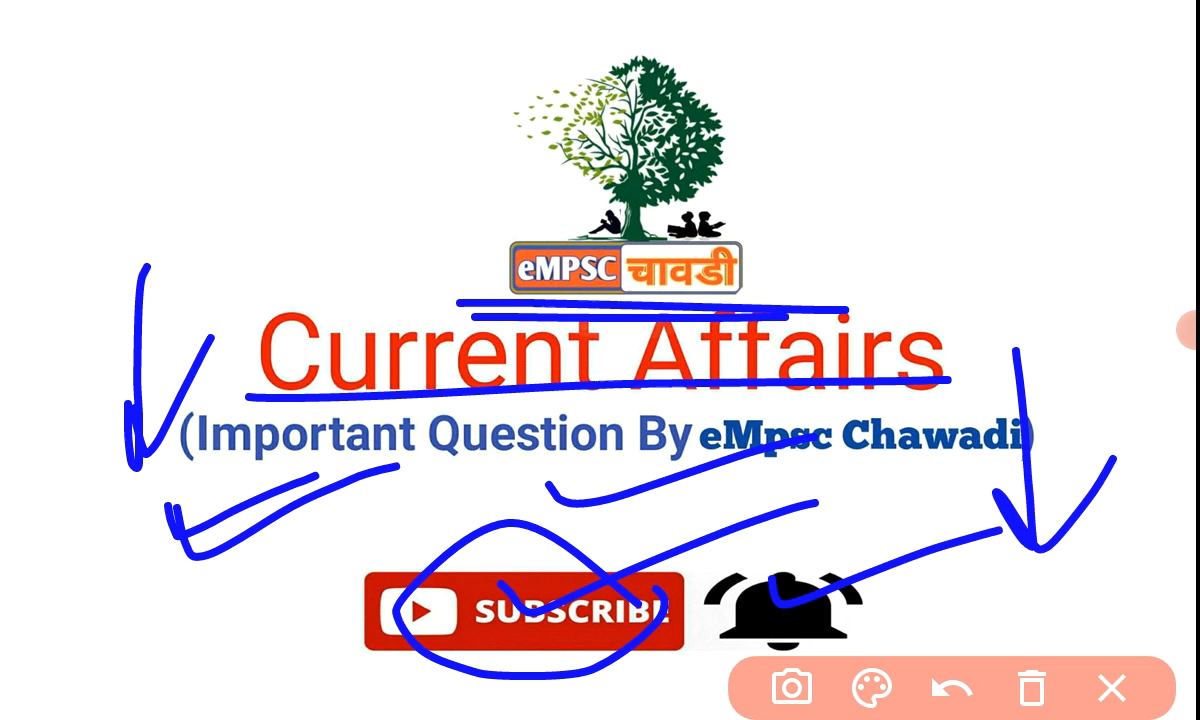 eMPSC चावडी
Current Affairs
(Important Question By eMpsc Chawadi)
SUBSCRIBE